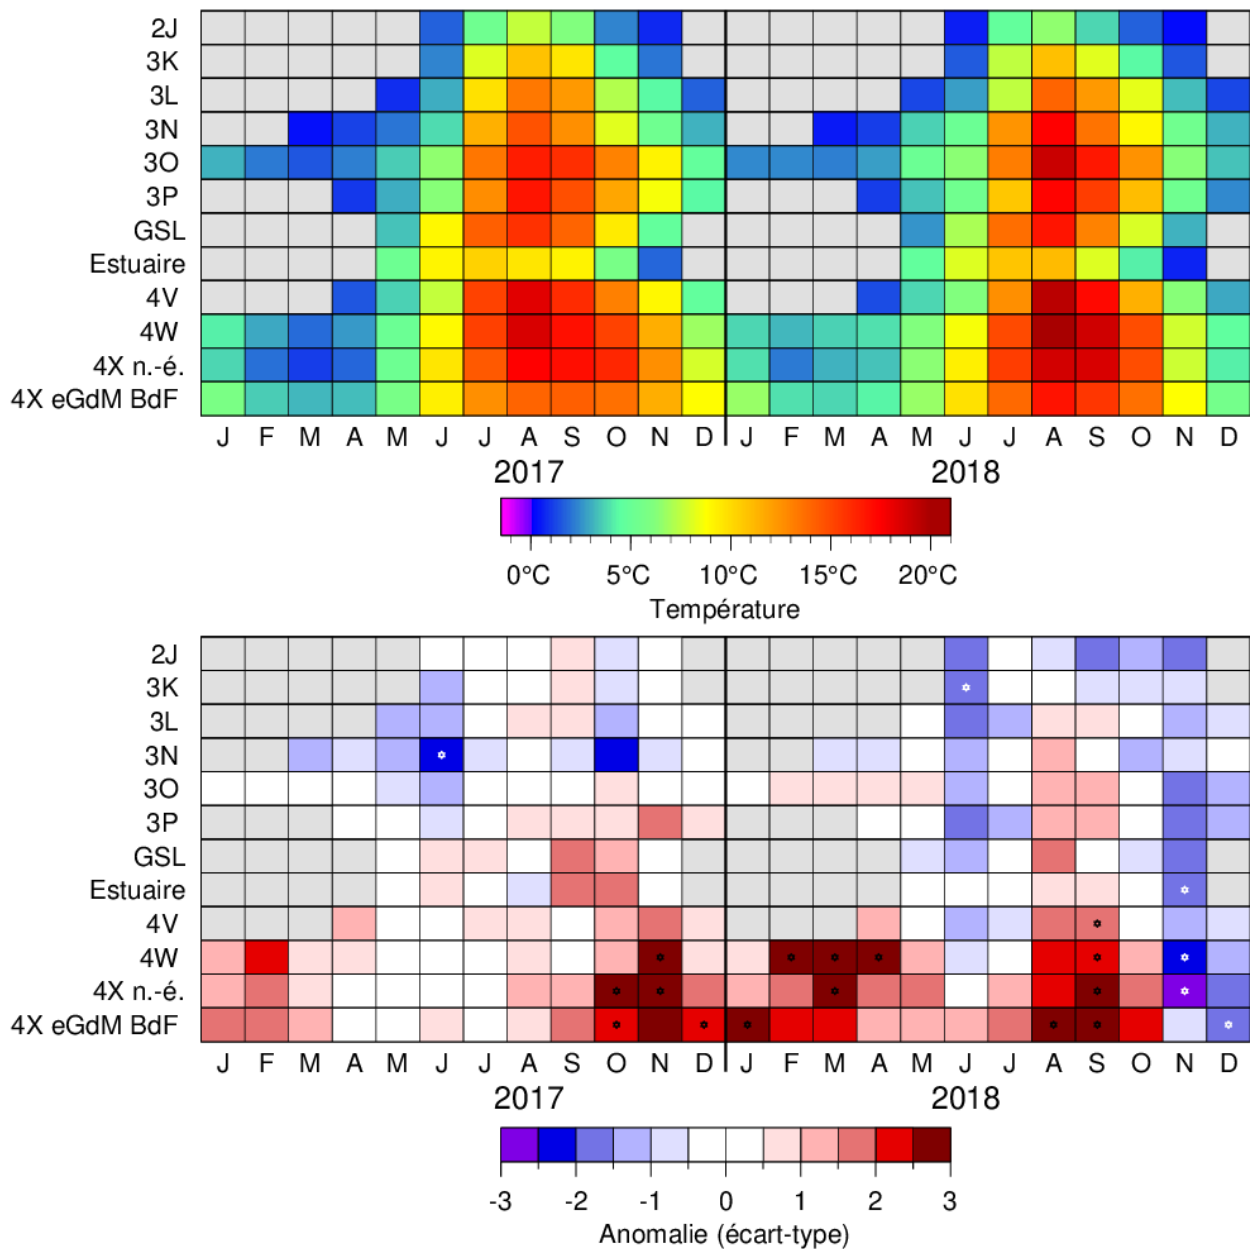 2J
3K
3L
3N
3O
3P
GSL
Estuaire
4V
4W
4X n.-é.
4X eGdM BdF
J F M A M J J A S O N D J F M A M J J A S O N D
2017 2018
0°C 5°C 10°C 15°C 20°C
Température
2J
3K
3L
3N
3O
3P
GSL
Estuaire
4V
4W
4X n.-é.
4X eGdM BdF
J F M A M J J A S O N D J F M A M J J A S O N D
2017 2018
-3 -2 -1 0 1 2 3
Anomalie (écart-type)